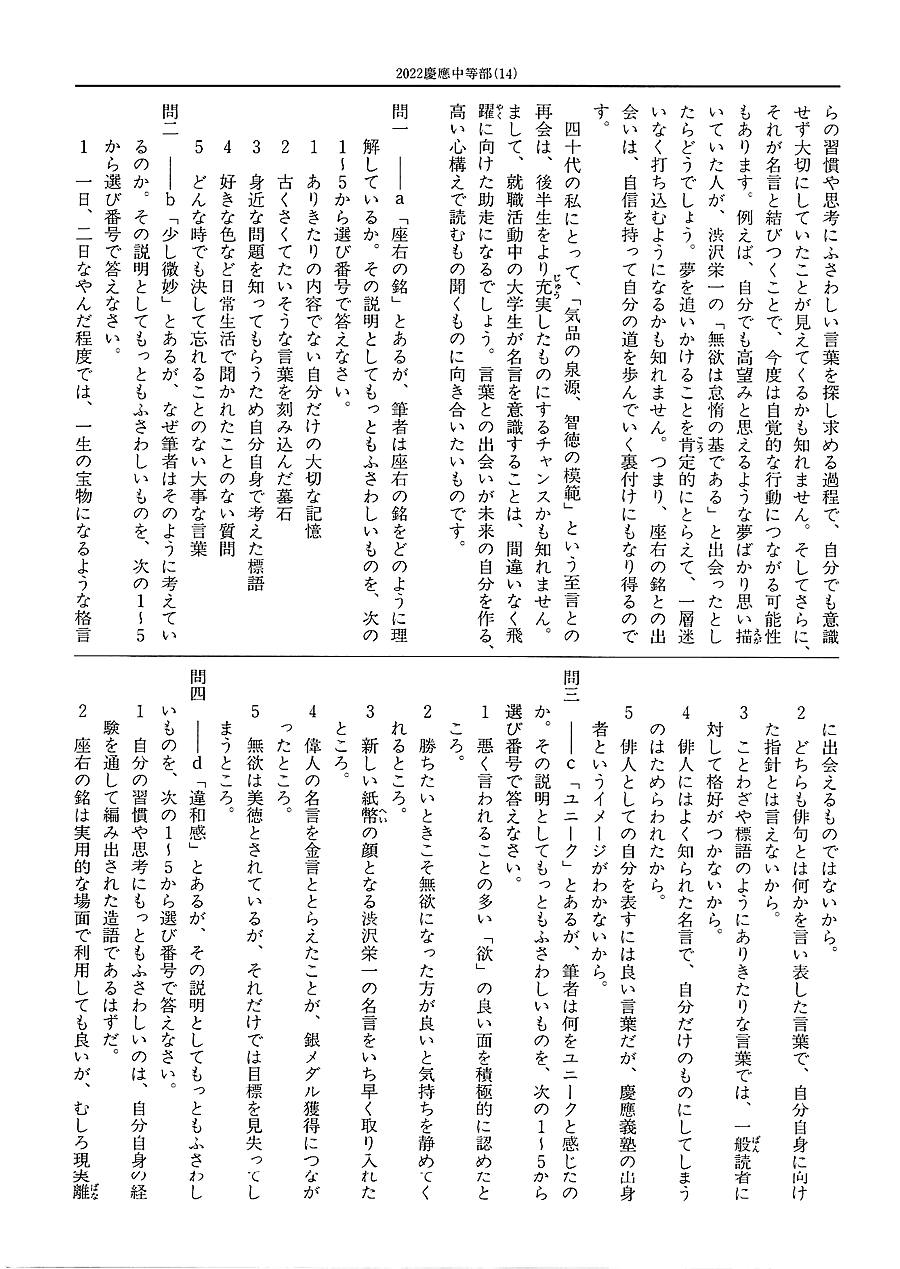 2022慶應中等部(14)
らの習慣や思考にふさわしい言葉を探し求める過程で、自分でも意識
せず大切にしていたことが見えてくるかも知れません。そしてさらに、
それが名言と結びつくことで、今度は自覚的な行動につながる可能性
もあります。例えば、自分でも高望みと思えるような夢ばかり思い描えが
いていた人が、渋沢栄一の「無欲は怠惰の基である」と出会ったとし
たらどうでしょう。夢を追いかけることを肯こう定的にとらえて、一層迷
いなく打ち込むようになるかも知れません。つまり、座右の銘との出
会いは、自信を持って自分の道を歩んでいく裏付けにもなり得るので
す。
四十代の私にとって、「気品の泉源、智徳の模範」という至言との
再会は、後半生をより充じゅう実したものにするチャンスかも知れません。
まして、就職活動中の大学生が名言を意識することは、間違いなく飛
躍やくに向けた助走になるでしょう。言葉との出会いが未来の自分を作る、
高い心構えで読むもの聞くものに向き合いたいものです。
問一 ――a「座右の銘」とあるが、筆者は座右の銘をどのように理
解しているか。その説明としてもっともふさわしいものを、次の
1〜5から選び番号で答えなさい。
1 ありきたりの内容でない自分だけの大切な記憶
2 古くさくてたいそうな言葉を刻み込んだ墓石
3 身近な問題を知ってもらうため自分自身で考えた標語
4 好きな色など日常生活で聞かれたことのない質問
5 どんな時でも決して忘れることのない大事な言葉
問二 ――b「少し微妙」とあるが、なぜ筆者はそのように考えてい
るのか。その説明としてもっともふさわしいものを、次の1〜5
から選び番号で答えなさい。
1 一日、二日なやんだ程度では、一生の宝物になるような格言
に出会えるものではないから。
2 どちらも俳句とは何かを言い表した言葉で、自分自身に向け
た指針とは言えないから。
3 ことわざや標語のようにありきたりな言葉では、一般ぱん読者に
対して格好がつかないから。
4 俳人にはよく知られた名言で、自分だけのものにしてしまう
のはためらわれたから。
5 俳人としての自分を表すには良い言葉だが、慶應義塾の出身
者というイメージがわかないから。
問三 ――c「ユニーク」とあるが、筆者は何をユニークと感じたの
か。その説明としてもっともふさわしいものを、次の1〜5から
選び番号で答えなさい。
1 悪く言われることの多い「欲」の良い面を積極的に認めたと
ころ。
2 勝ちたいときこそ無欲になった方が良いと気持ちを静めてく
れるところ。
3 新しい紙幣へいの顔となる渋沢栄一の名言をいち早く取り入れた
ところ。
4 偉人の名言を金言ととらえたことが、銀メダル獲得につなが
ったところ。
5 無欲は美徳とされているが、それだけでは目標を見失ってし
まうところ。
問四 ――d「違和感」とあるが、その説明としてもっともふさわし
いものを、次の1〜5から選び番号で答えなさい。
1 自分の習慣や思考にもっともふさわしいのは、自分自身の経
験を通して編み出された造語であるはずだ。
2 座右の銘は実用的な場面で利用しても良いが、むしろ現実離ばな